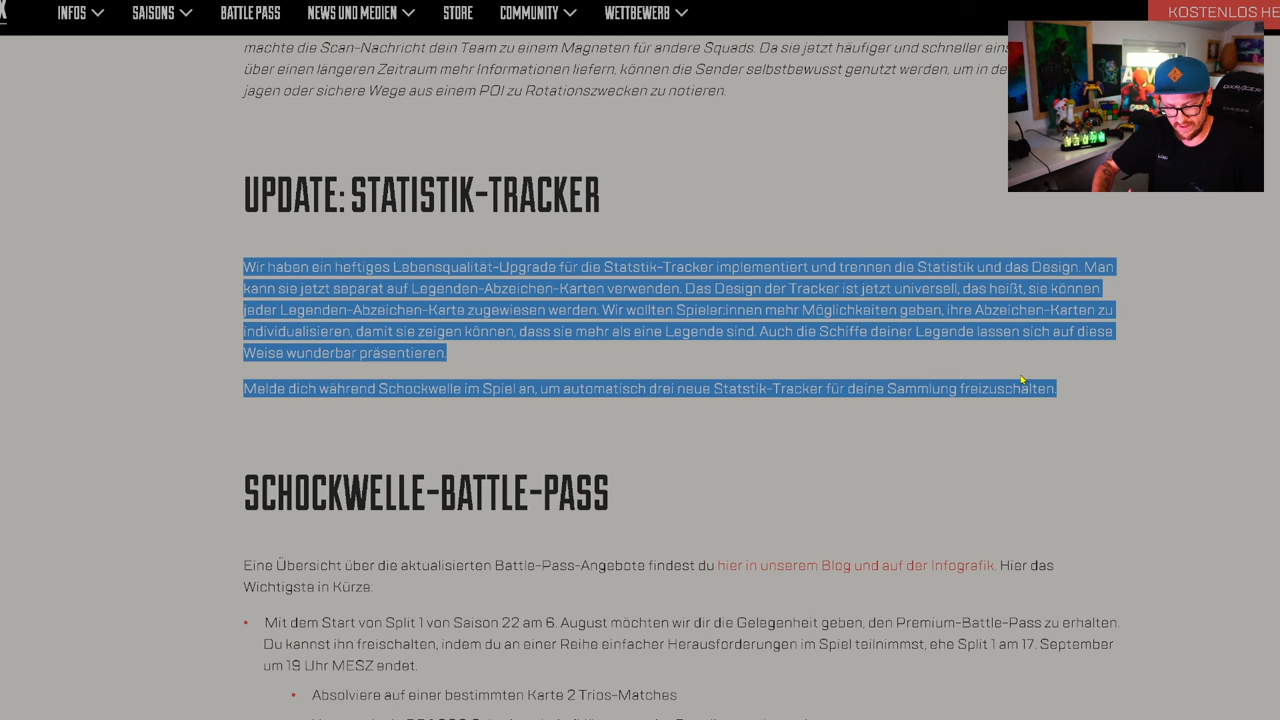 INFOS SAISONS BATTLE PASS NEWS UND MEDIEN STORE COMMUNITY WETTBEWERB KOSTENLOS HE
machte die Scan-Nachricht dein Team zu einem Magneten für andere Squads. Da sie jetzt häufiger und schneller
über einen längeren Zeitraum mehr Informationen liefern, können die Sender selbstbewusst genutzt werden, um in
jagen oder sichere Wege aus einem POI zu Rotationszwecken zu notieren.
UPDATE: STATISTIK-TRACKER
Wir haben ein heftiges Lebensqualität-Upgrade für die Statstik-Tracker implementiert und trennen die Statistik und das Design. Man
kann sie jetzt separat auf Legenden-Abzeichen-Karten verwenden. Das Design der Tracker ist jetzt universell, das heißt, sie können
jeder Legenden-Abzeichen-Karte zugewiesen werden. Wir wollten Spieler:innen mehr Möglichkeiten geben, ihre Abzeichen-Karten zu
individualisieren, damit sie zeigen können, dass sie mehr als eine Legende sind. Auch die Schiffe deiner Legende lassen sich auf diese
Weise wunderbar präsentieren.
Melde dich während Schockwelle im Spiel an, um automatisch drei neue Statstik-Tracker für deine Sammlung freizuschalten.
SCHOCKWELLE-BATTLE-PASS
Eine Übersicht über die aktualisierten Battle-Pass-Angebote findest du hier in unserem Blog und auf der Infografik. Hier das
Wichtigste in Kürze:
• Mit dem Start von Split 1 von Saison 22 am 6. August möchten wir dir die Gelegenheit geben, den Premium-Battle-Pass zu erhalten.
Du kannst ihn freischalten, indem du an einer Reihe einfacher Herausforderungen im Spiel teilnimmst, ehe Split 1 am 17. September
um 19 Uhr MESZ endet.
• Absolviere auf einer bestimmten Karte 2 Trios-Matches